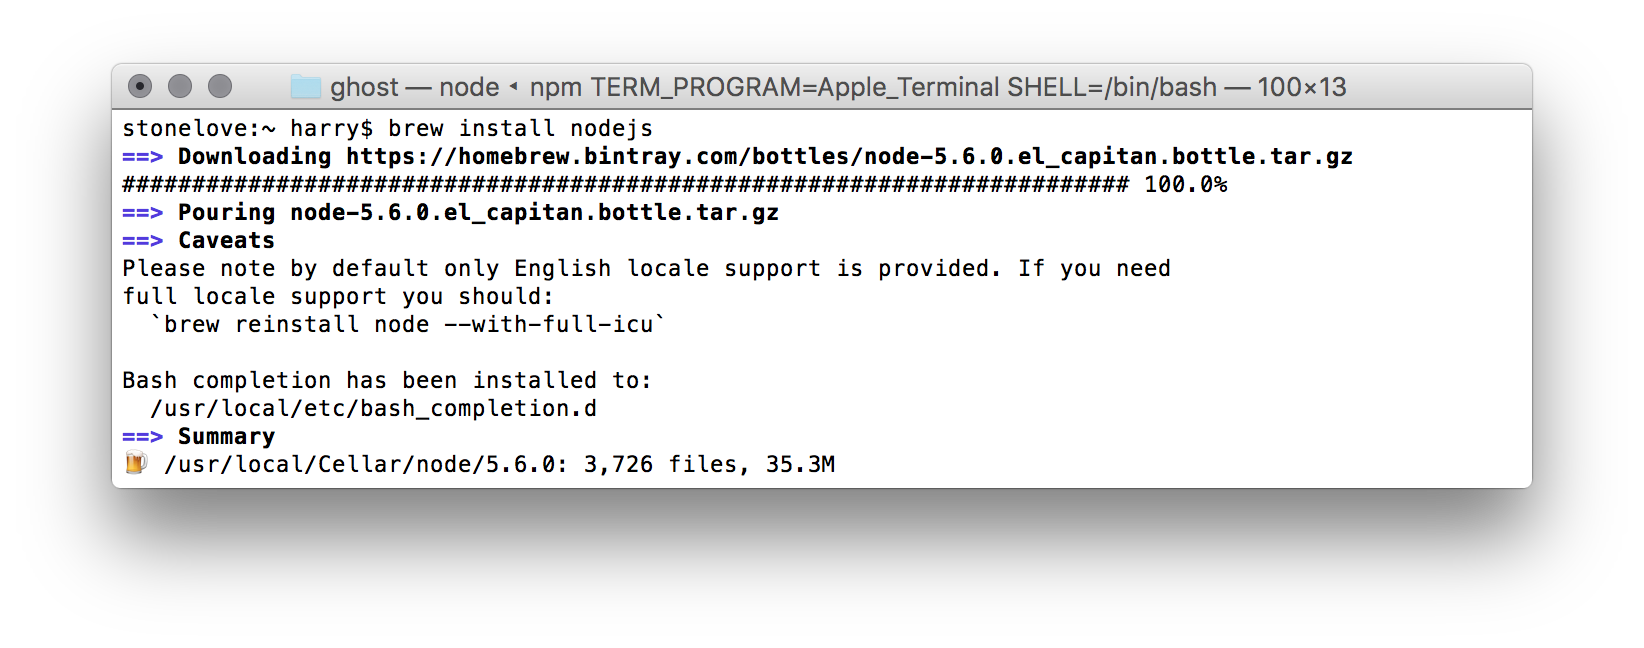 ghost — node ◂ npm TERM_PROGRAM=Apple_Terminal SHELL=/bin/bash — 100×13
stonelove:~ harry$ brew install nodejs
==> Downloading https://homebrew.bintray.com/bottles/node-5.6.0.el_capitan.bottle.tar.gz
######################################################################## 100.0%
==> Pouring node-5.6.0.el_capitan.bottle.tar.gz
==> Caveats
Please note by default only English locale support is provided. If you need
full locale support you should:
  `brew reinstall node --with-full-icu`

Bash completion has been installed to:
  /usr/local/etc/bash_completion.d
==> Summary
🍺 /usr/local/Cellar/node/5.6.0: 3,726 files, 35.3M